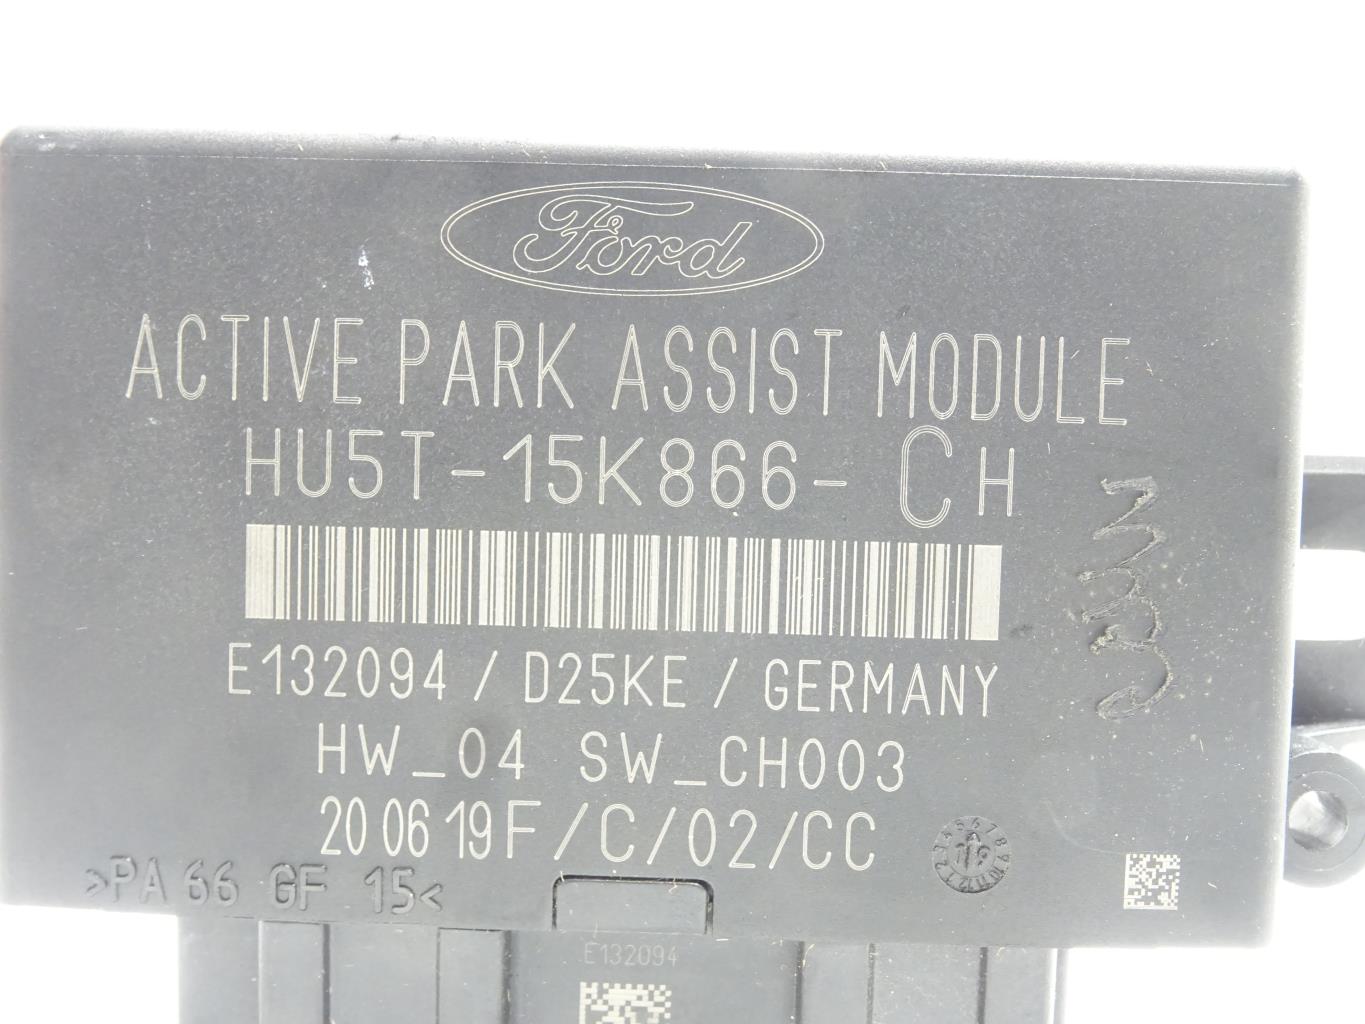 Ford
ACTIVE PARK ASSIST MODULE
HU5T-15K866-CH
E132094 / D25KE / GERMANY
HW_04 SW_CH003
20 06 19F/C/02/CC
>PA 66 GF 15<
E132094